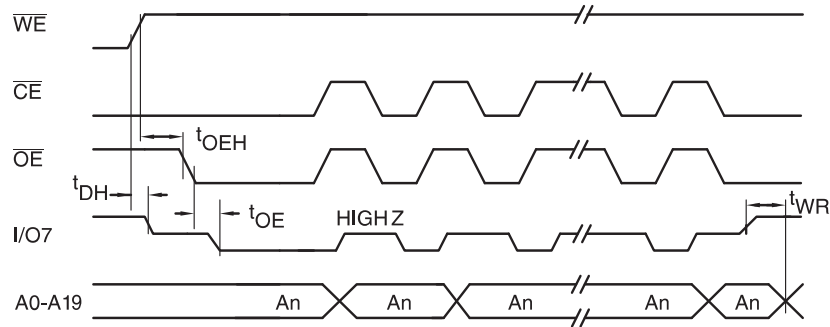 WE
CE
OE
tOEH
tDH
tOE
HIGH Z
tWR
I/O7
A0-A19
An An An An An